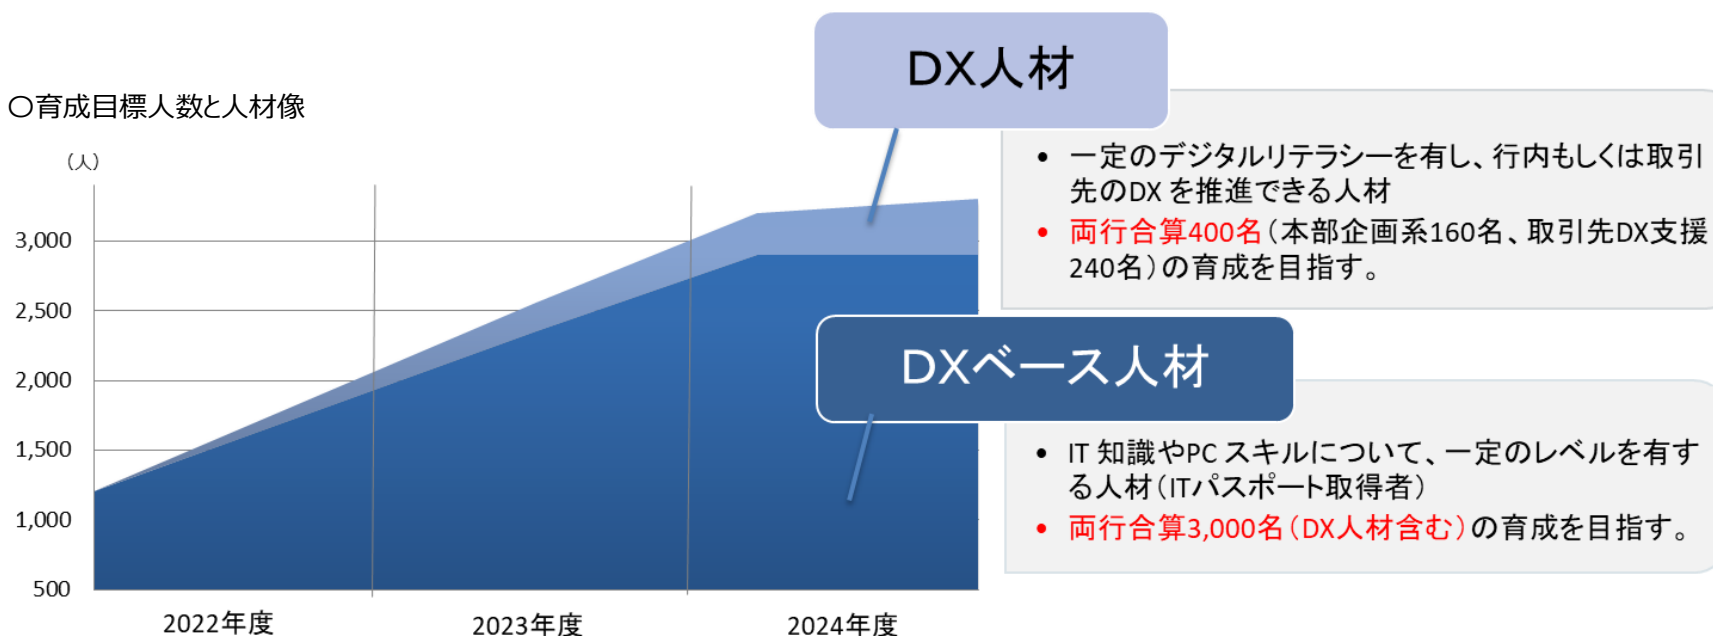 〇育成目標人数と人材像
（人）
3,000
2,500
2,000
1,500
1,000
500
2022年度
2023年度
2024年度
DX人材
• 一定のデジタルリテラシーを有し、行内もしくは取引
先のDX を推進できる人材
• 両行合算400名（本部企画系160名、取引先DX支援
240名）の育成を目指す。
DXベース人材
• IT 知識やPC スキルについて、一定のレベルを有す
る人材（ITパスポート取得者）
• 両行合算3,000名（DX人材含む）の育成を目指す。